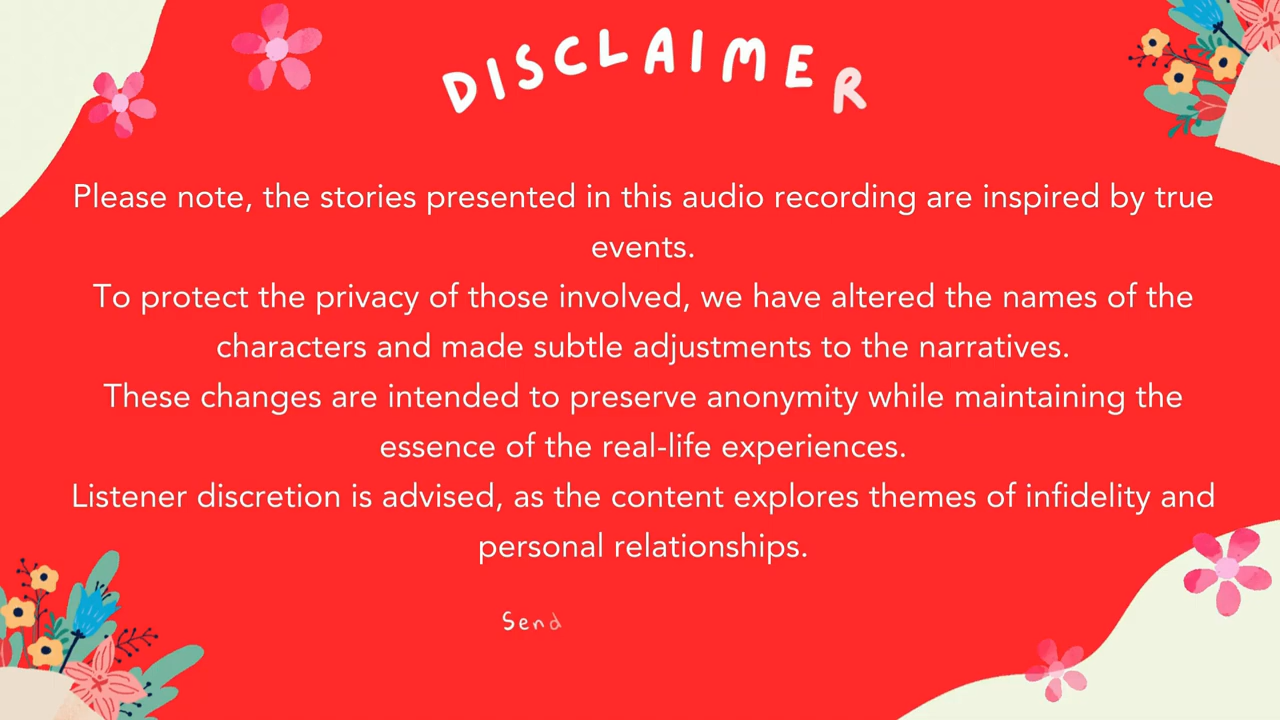 DISCLAIMER
Please note, the stories presented in this audio recording are inspired by true
events.
To protect the privacy of those involved, we have altered the names of the
characters and made subtle adjustments to the narratives.
These changes are intended to preserve anonymity while maintaining the
essence of the real-life experiences.
Listener discretion is advised, as the content explores themes of infidelity and
personal relationships.
Send